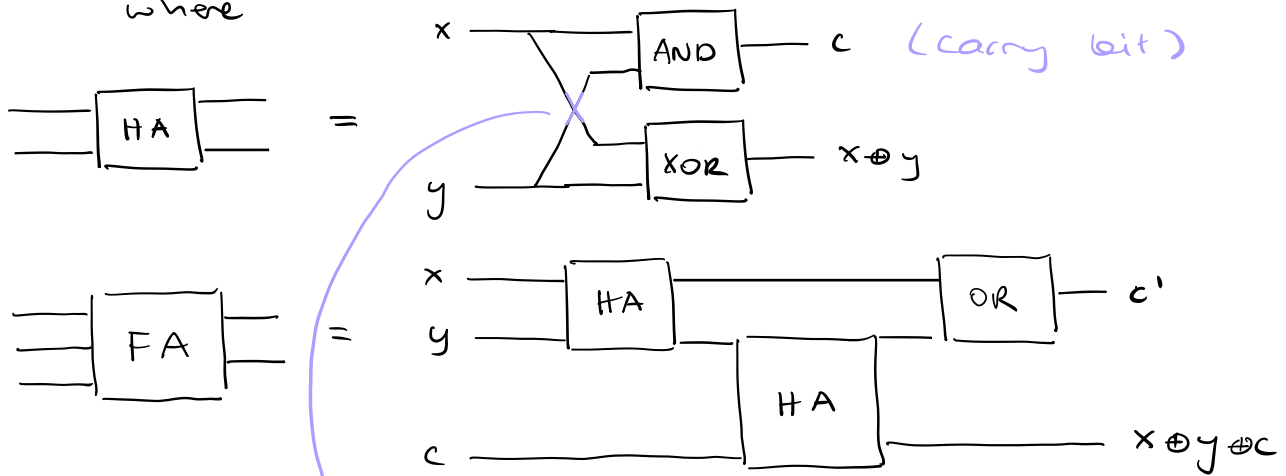 where
x AND c (carry bit)
HA =
XOR x⊕y
y
x HA OR c'
FA = y
HA
c x⊕y⊕c